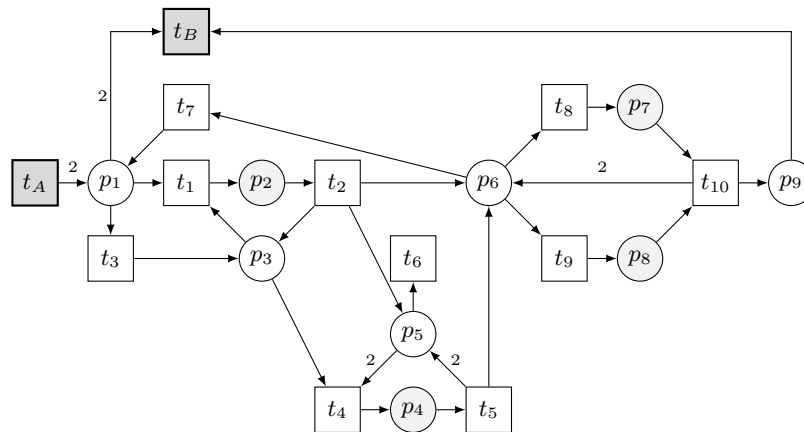 t_B
2
t_7
t_8
p_7
t_A
2
p_1
t_1
p_2
t_2
p_6
2
t_10
p_9
t_3
p_3
t_6
t_9
p_8
p_5
2
2
t_4
p_4
t_5